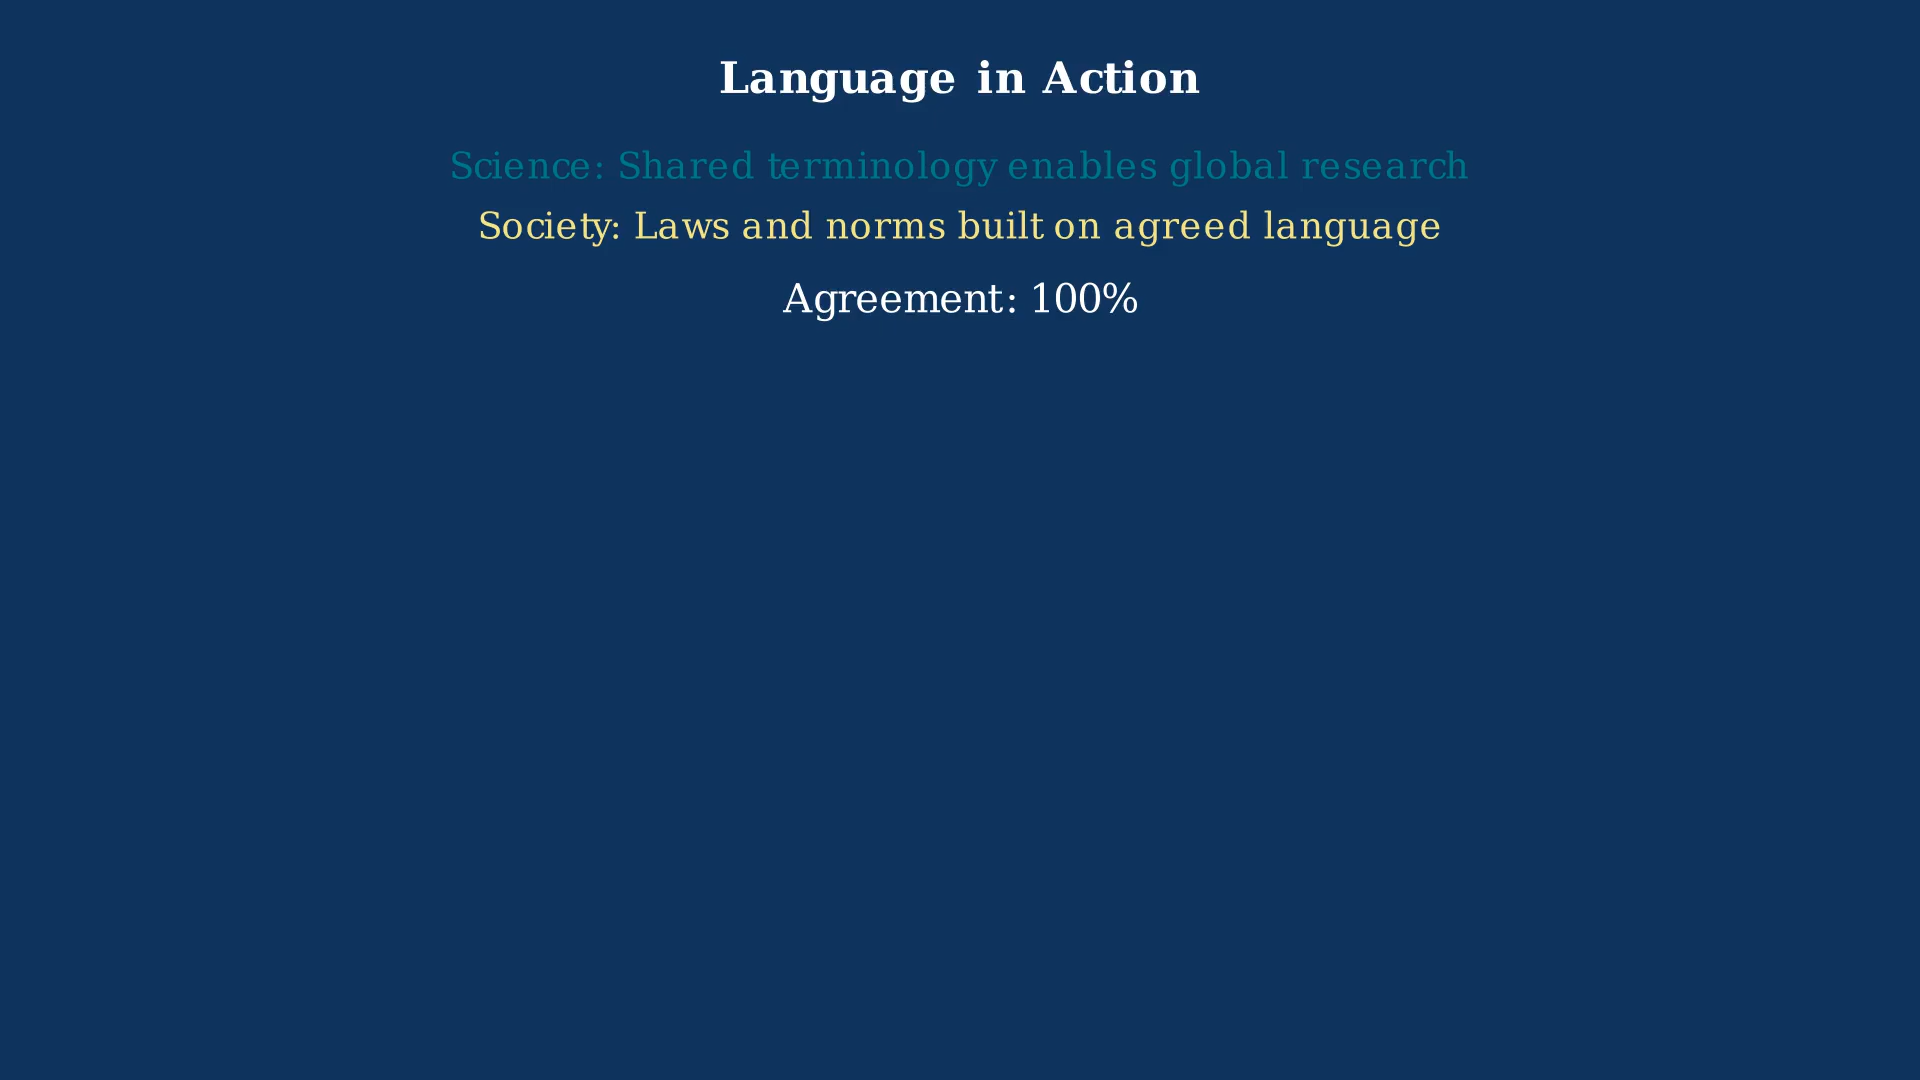 Language in Action
Science: Shared terminology enables global research
Society: Laws and norms built on agreed language
Agreement: 100%